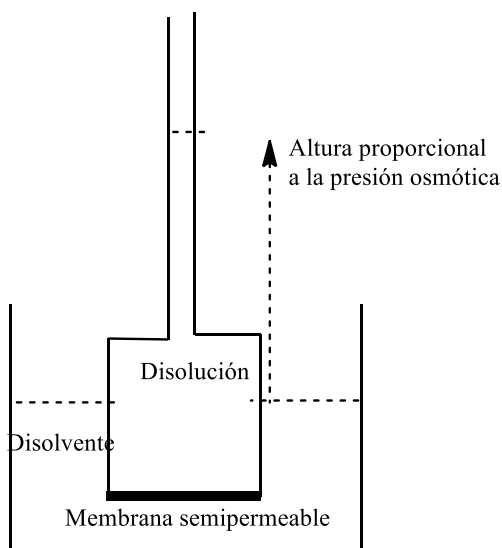 Altura proporcional
a la presión osmótica
Disolución
Disolvente
Membrana semipermeable